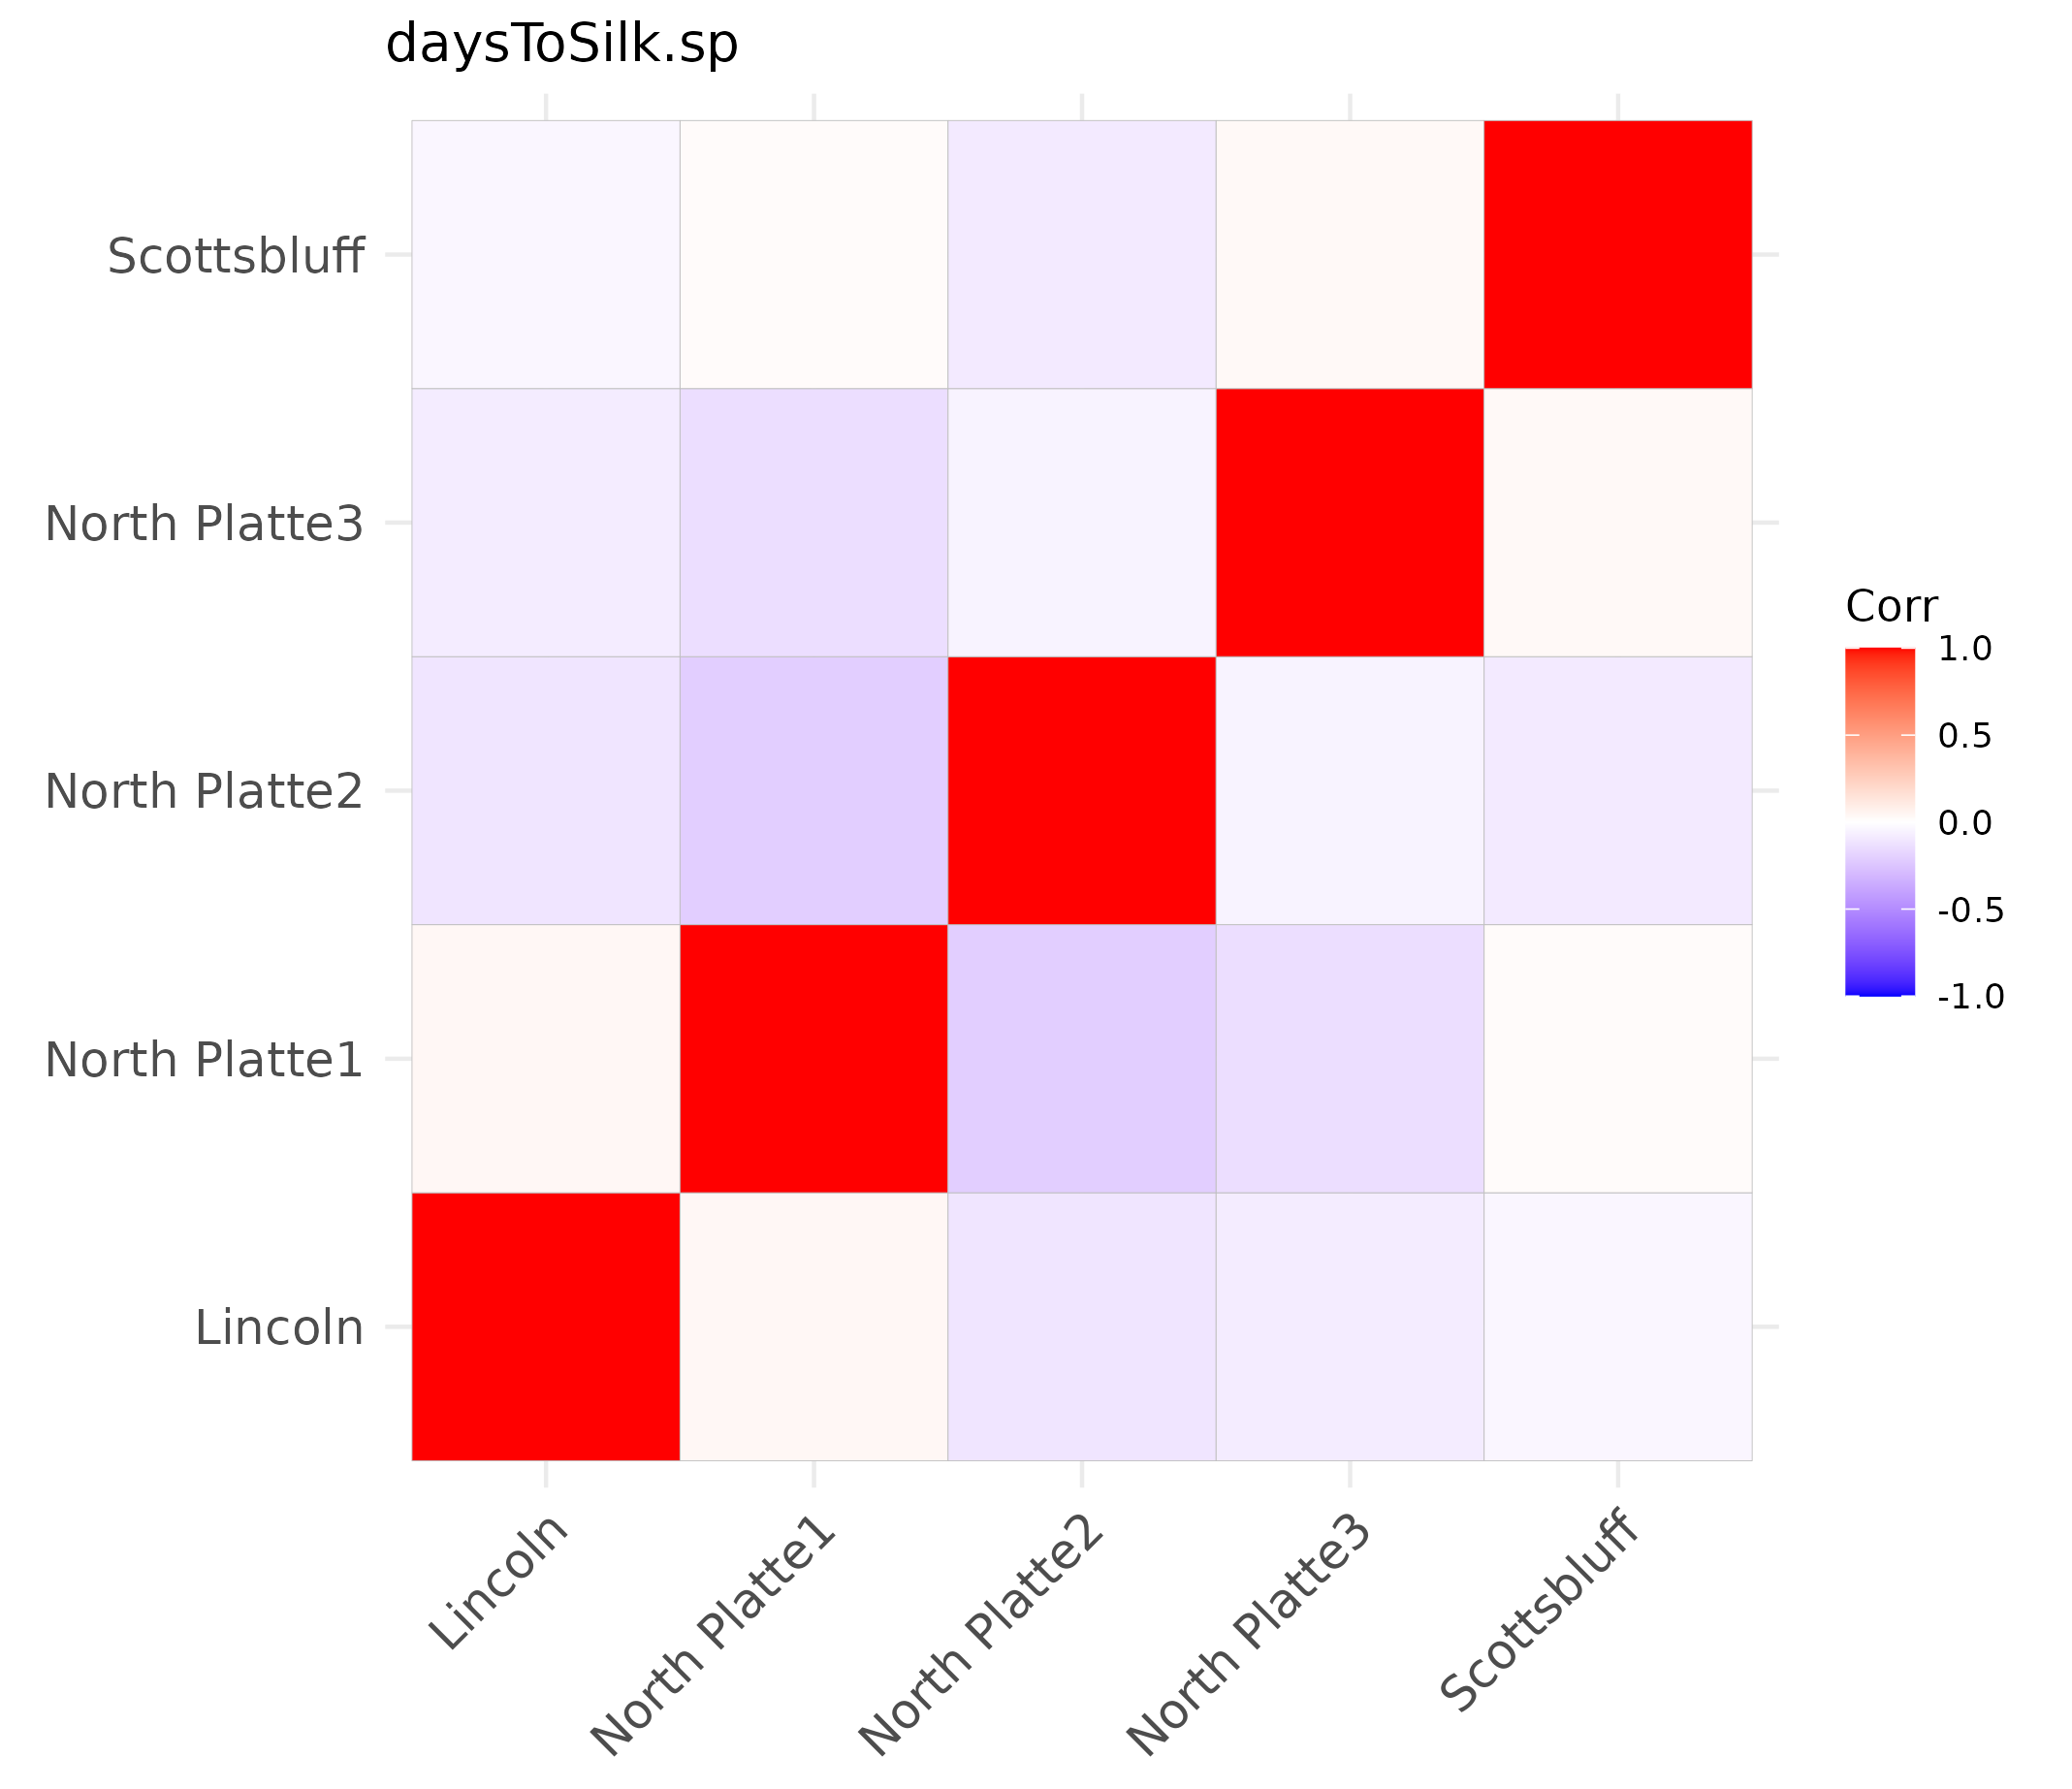 daysToSilk.sp
Scottsbluff
North Platte3
North Platte2
North Platte1
Lincoln
Lincoln
North Platte1
North Platte2
North Platte3
Scottsbluff
Corr
1.0
0.5
0.0
-0.5
-1.0